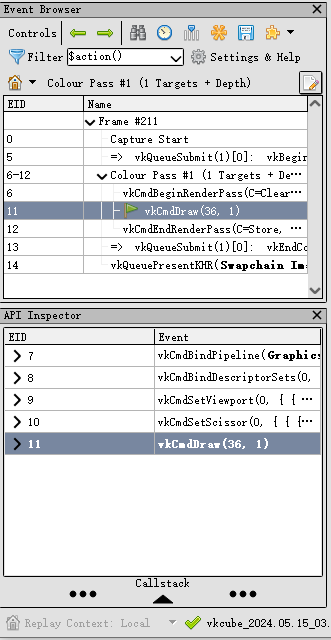 Event Browser
Controls
Filter $action() Settings & Help
Colour Pass #1 (1 Targets + Depth)
EID Name
Frame #211
0 Capture Start
5 => vkQueueSubmit(1)[0]: vkBegin
6-12 Colour Pass #1 (1 Targets + De···
6 vkCmdBeginRenderPass(C=Clear···
11 vkCmdDraw(36, 1)
12 vkCmdEndRenderPass(C=Store, ···
13 => vkQueueSubmit(1)[0]: vkEndCo
14 vkQueuePresentKHR(Swapchain Im
API Inspector
EID Event
7 vkCmdBindPipeline(Graphics
8 vkCmdBindDescriptorSets(0,
9 vkCmdSetViewport(0, { { ···
10 vkCmdSetScissor(0, { { {···
11 vkCmdDraw(36, 1)
Callstack
Replay Context: Local vkcube_2024.05.15_03.